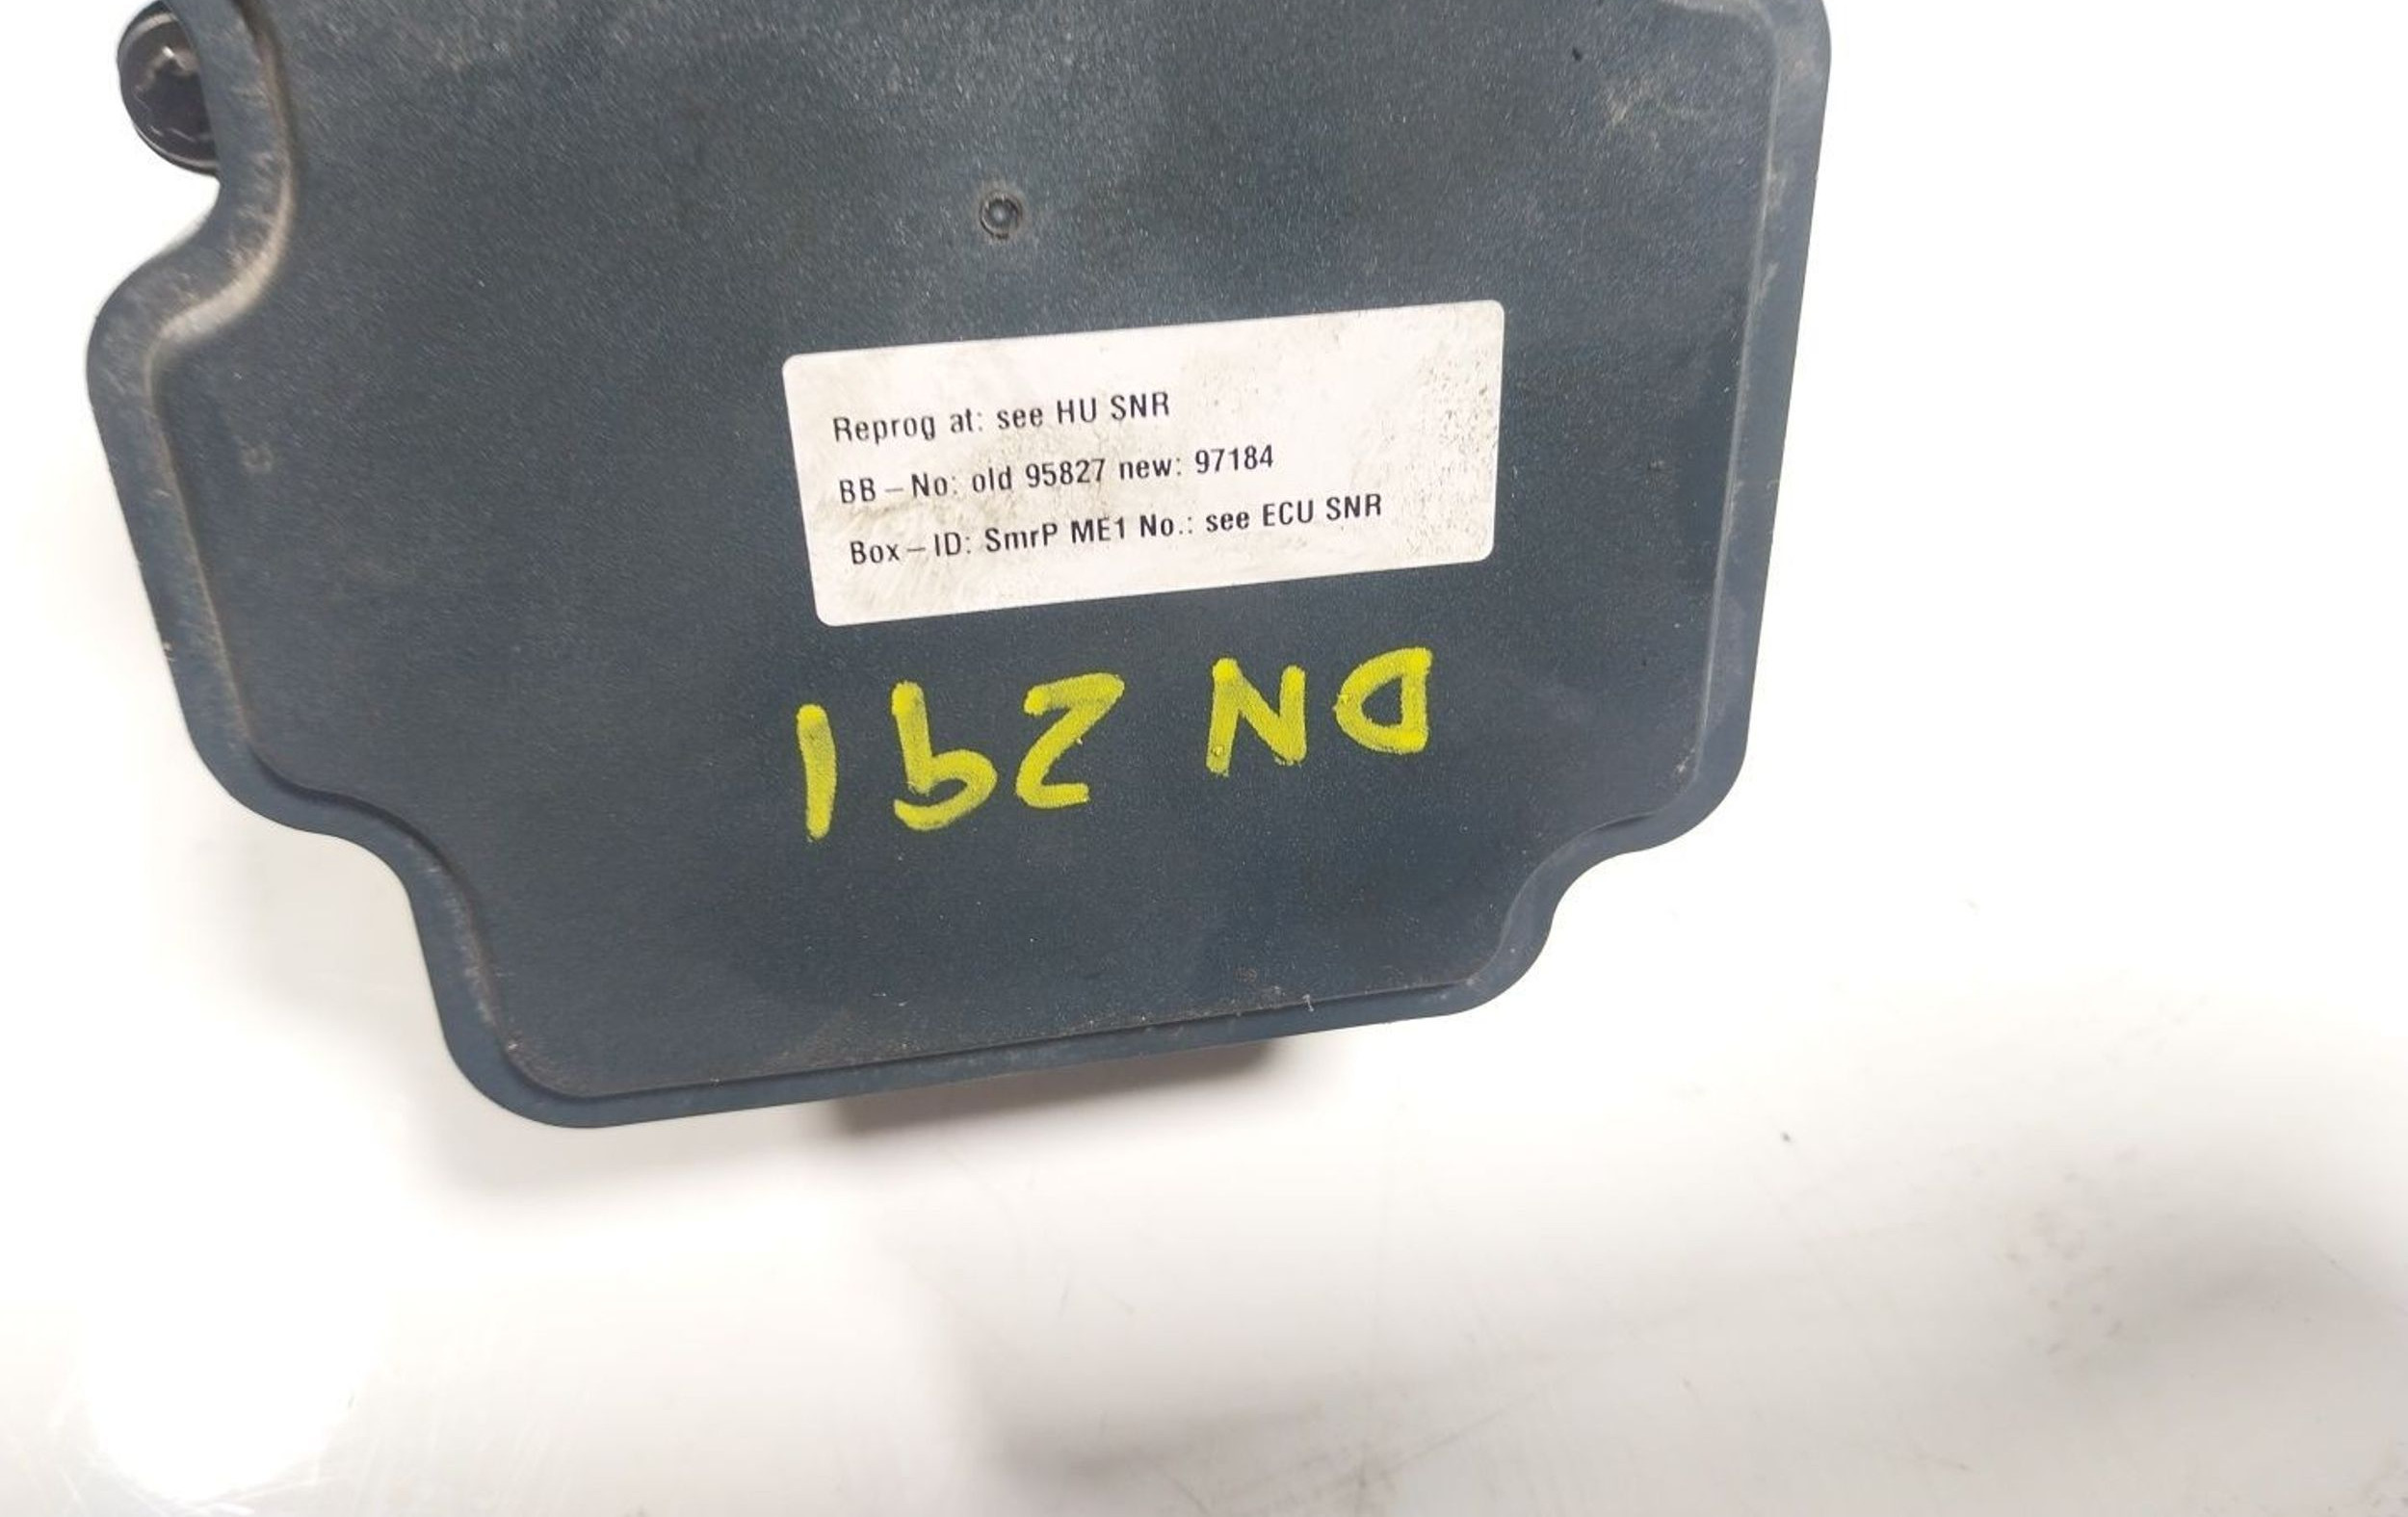 Reprog at: see HU SNR
BB – No: old 95827 new: 97184
Box – ID: SmrP ME1 No.: see ECU SNR
DN 291